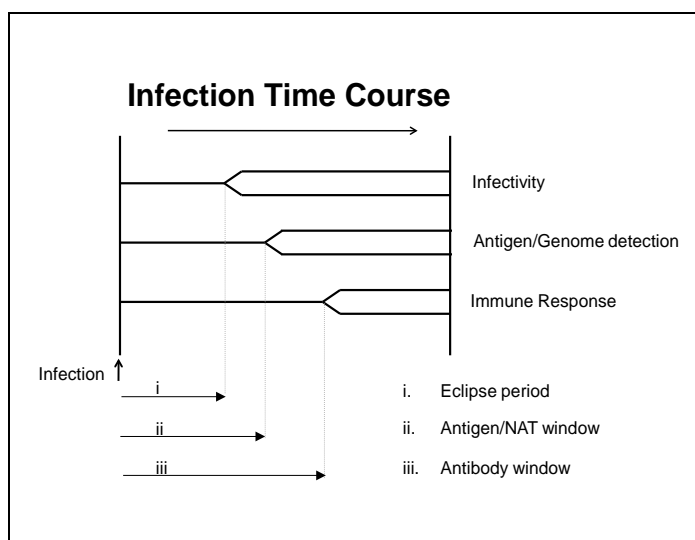 Infection Time Course
Infectivity
Antigen/Genome detection
Immune Response
Infection
i
ii
iii
i. Eclipse period
ii. Antigen/NAT window
iii. Antibody window